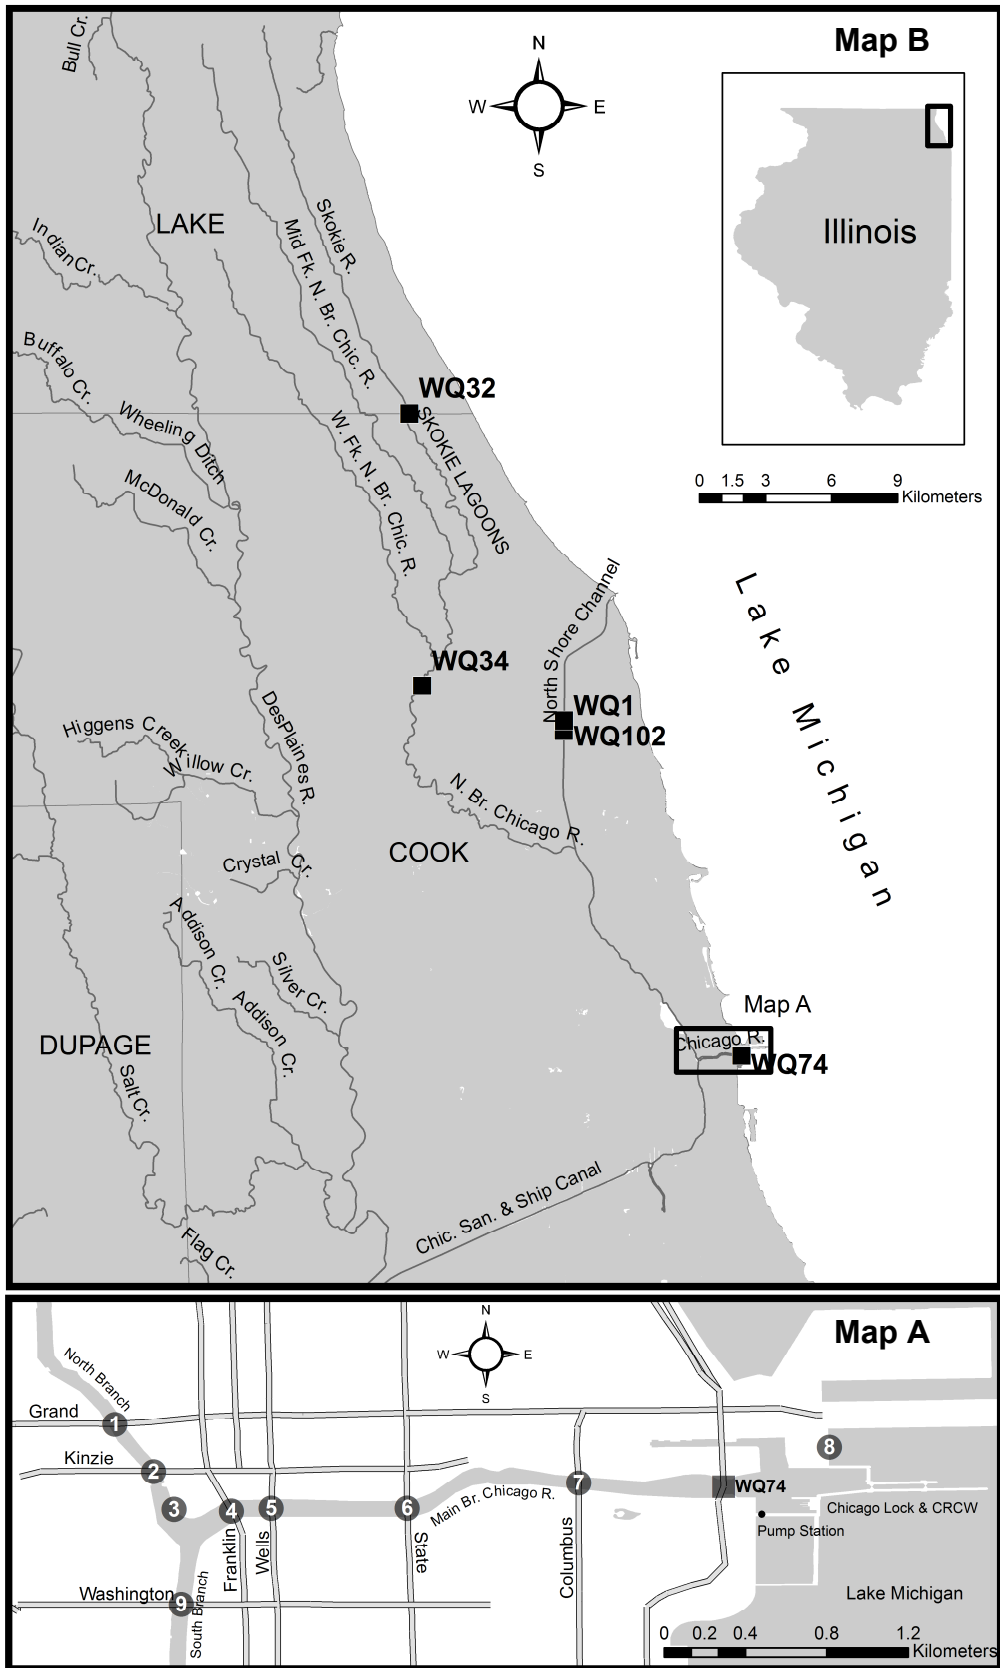 Map B
Bull Cr.
N
W E
S
Illinois
LAKE
Skokie R.
Mid Fk. N. Br. Chic. R.
Indian Cr.
Buffalo Cr.
Wheeling Ditch
WQ32
SKOKIE LAGOONS
W. Fk. N. Br. Chic. R.
McDonald Cr.
0 1.5 3 6 9
Kilometers
North Shore Channel
Lake Michigan
WQ34
WQ1
WQ102
DesPlaines R.
Higgens Creek
Willow Cr.
N. Br. Chicago R.
COOK
Crystal Cr.
Addison Cr.
Silver Cr.
Addison Cr.
Map A
Chicago R.
WQ74
DUPAGE
Salt Cr.
Chic. San. & Ship Canal
Flag Cr.
Map A
N
W E
S
North Branch
Grand
1
Kinzie
2
3
4
5
6
7
8
9
Main Br. Chicago R.
WQ74
Chicago Lock & CRCW
Pump Station
Franklin
Wells
State
Columbus
Washington
South Branch
Lake Michigan
0 0.2 0.4 0.8 1.2
Kilometers